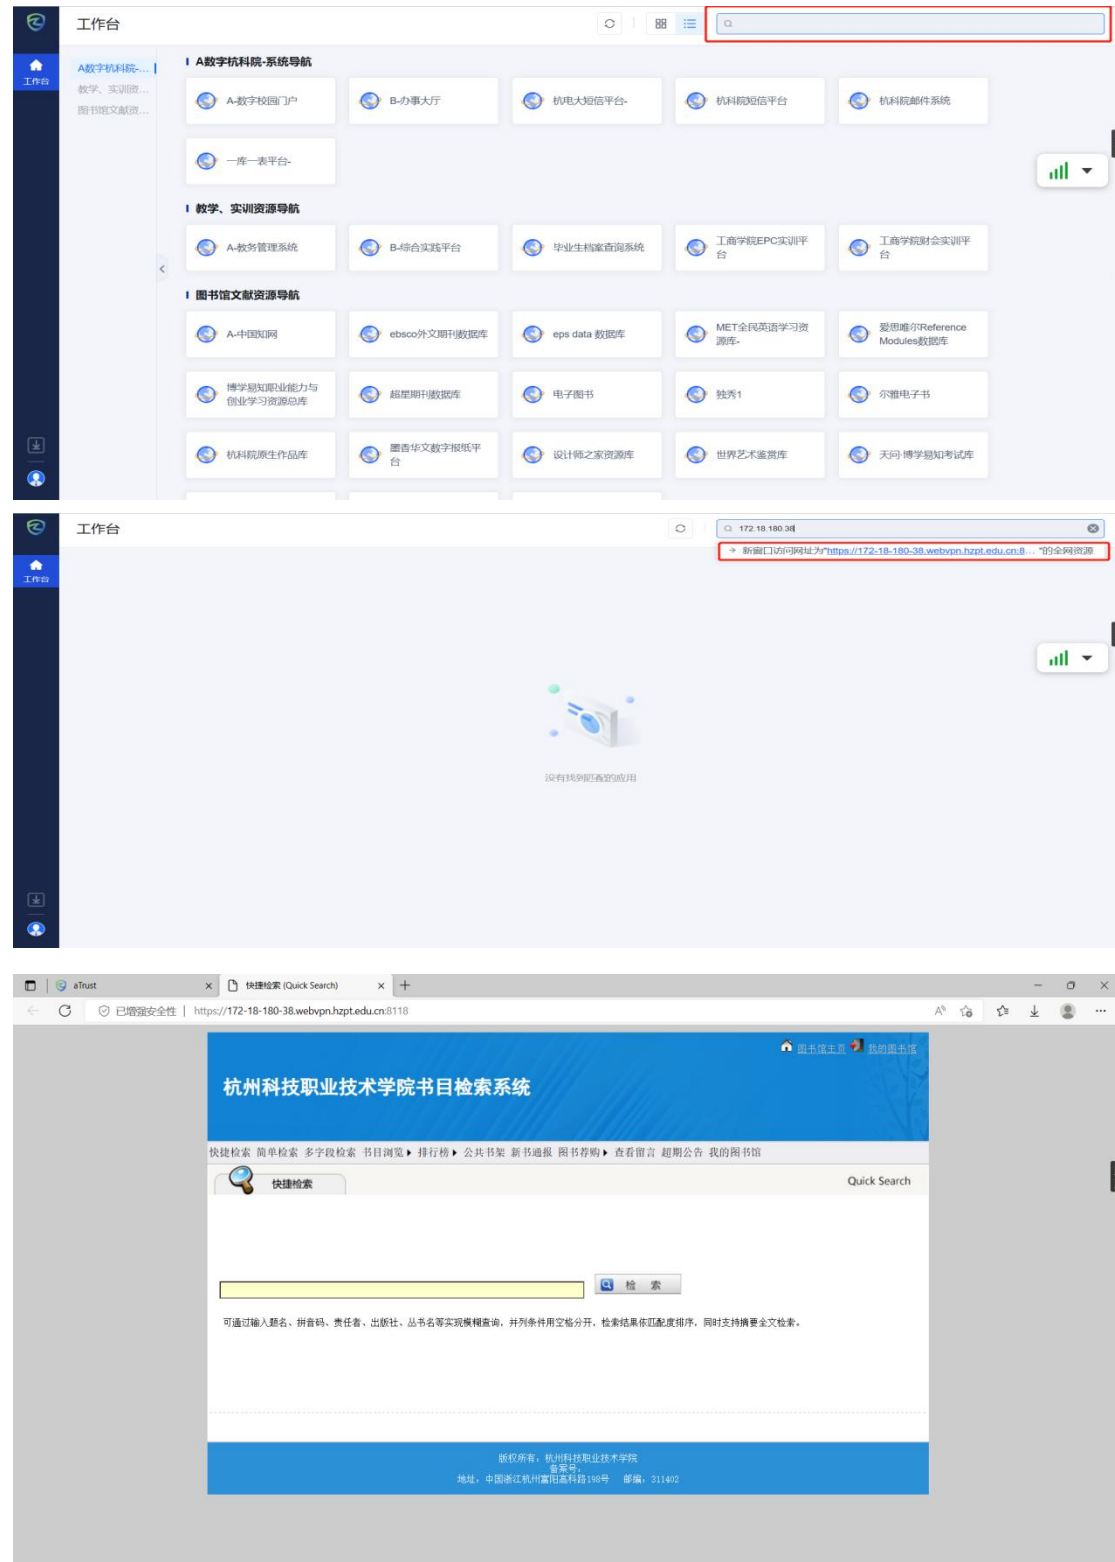 工作台
工作台
A数字杭科院-...
教学、实训资...
图书馆文献资...
A数字杭科院-系统导航
A-数字校园门户
B-办事大厅
杭电大短信平台-
杭科院短信平台
杭科院邮件系统
一库一表平台-
教学、实训资源导航
A-教务管理系统
B-综合实践平台
毕业生档案查询系统
工商学院EPC实训平
台
工商学院财会实训平
台
图书馆文献资源导航
A-中国知网
ebsco外文期刊数据库
eps data 数据库
MET全民英语学习资
源库-
爱思唯尔Reference
Modules数据库
博学易知职业能力与
创业学习资源总库
超星期刊数据库
电子图书
独秀1
尔雅电子书
杭科院原生作品库
墨香华文数字报纸平
台
设计师之家资源库
世界艺术鉴赏库
天问·博学易知考试库
工作台
172.18.180.38
工作台
→ 新窗口访问网址为"https://172-18-180-38.webvpn.hzpt.edu.cn:8... "的全网资源
没有找到匹配的应用
aTrust
快捷检索 (Quick Search)
已增强安全性 | https://172-18-180-38.webvpn.hzpt.edu.cn:8118
图书馆主页 我的图书馆
杭州科技职业技术学院书目检索系统
快捷检索 简单检索 多字段检索 书目浏览 排行榜 公共书架 新书通报 图书荐购 查看留言 超期公告 我的图书馆
快捷检索
Quick Search
检 索
可通过输入题名、拼音码、责任者、出版社、丛书名等实现模糊查询，并列条件用空格分开，检索结果依匹配度排序，同时支持摘要全文检索。
版权所有：杭州科技职业技术学院
备案号：
地址：中国浙江杭州富阳高科路198号 邮编：311402